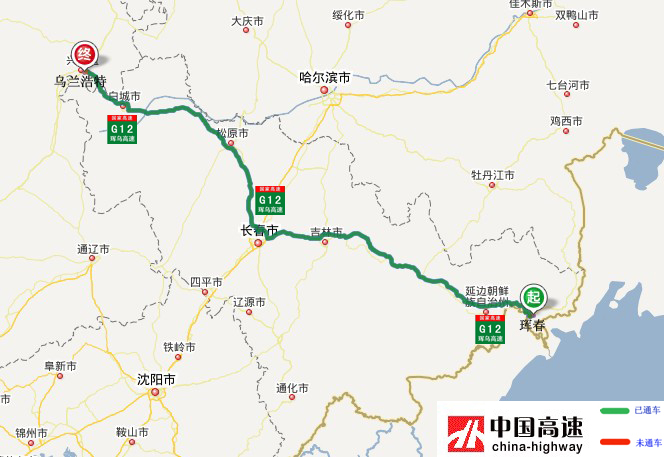 佳木斯市
双鸭山市
绥化市
大庆市
终
兴
乌兰浩特
哈尔滨市
七台河市
白城市
国家高速
G12
珲乌高速
松原市
鸡西市
牡丹江市
国家高速
G12
珲乌高速
长春市
吉林市
通辽市
四平市
延边朝鲜
族自治州
起
珲春
辽源市
国家高速
G12
珲乌高速
铁岭市
阜新市
沈阳市
通化市
锦州市
鞍山市
中国高速
china-highway
已通车
未通车